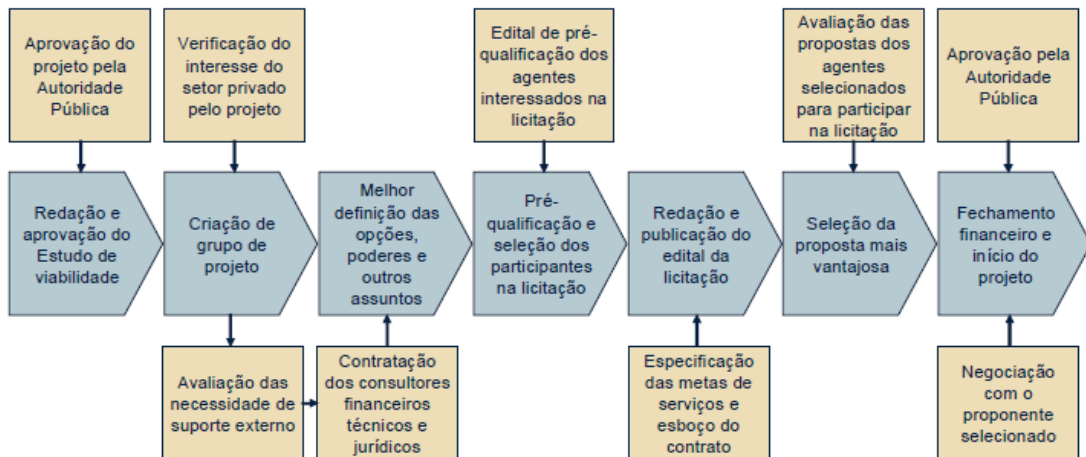 Aprovação do
projeto pela
Autoridade
Pública
Verificação do
interesse do
setor privado
pelo projeto
Edital de pré-
qualificação dos
agentes
interessados na
licitação
Avaliação das
propostas dos
agentes
selecionados
para participar
na licitação
Aprovação pela
Autoridade
Pública
Redação e
aprovação do
Estudo de
viabilidade
Criação de
grupo de
projeto
Melhor
definição das
opções,
poderes e
outros
assuntos
Pré-
qualificação e
seleção dos
participantes
na licitação
Redação e
publicação do
edital da
licitação
Seleção da
proposta mais
vantajosa
Fechamento
financeiro e
início do
projeto
Avaliação das
necessidade de
suporte externo
Contratação
dos consultores
financeiros
técnicos e
jurídicos
Especificação
das metas de
serviços e
esboço do
contrato
Negociação
com o
proponente
selecionado